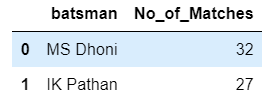 batsman No_of_Matches
0 MS Dhoni 32
1 IK Pathan 27